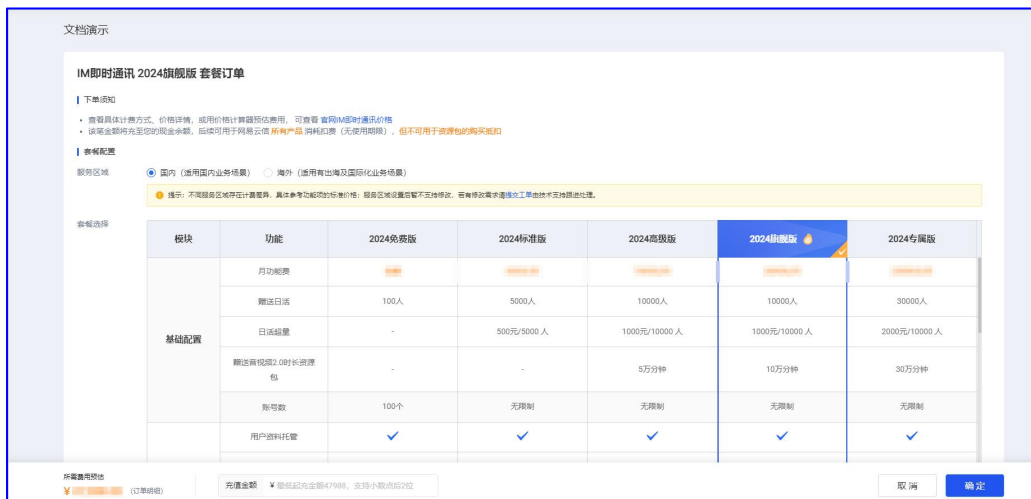 文档演示
IM即时通讯 2024旗舰版 套餐订单
下单须知
• 查看具体计费方式、价格详情，或用价格计算器预估费用，可查看 官网IM即时通讯价格
• 该笔金额将充至您的现金余额，后续可用于网易云信 所有产品 消耗扣费（无使用期限），但不可用于资源包的购买抵扣
套餐配置
服务区域 国内（适用国内业务场景） 海外（适用有出海及国际化业务场景）
提示：不同服务区域存在计费差异，具体参考功能项的标准价格；服务区域设置后暂不支持修改，若有修改需求请提交工单由技术支持跟进处理。
套餐选择
模块 功能 2024免费版 2024标准版 2024高级版 2024旗舰版 2024专属版
月功能费
赠送日活 100人 5000人 10000人 10000人 30000人
基础配置
日活超量 - 500元/5000 人 1000元/10000 人 1000元/10000 人 2000元/10000 人
赠送音视频2.0时长资源
包 - - 5万分钟 10万分钟 30万分钟
账号数 100个 无限制 无限制 无限制 无限制
用户资料托管
所需费用预估
¥ (订单明细)
充值金额 ¥ 最低起充金额47988，支持小数点后2位
取消 确定